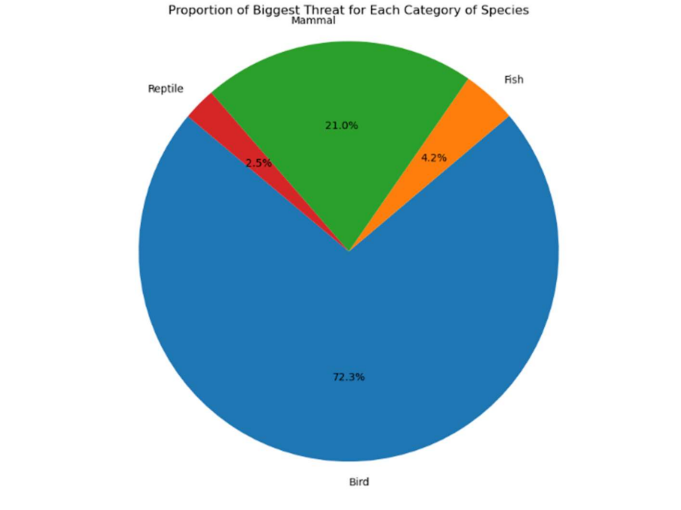 Proportion of Biggest Threat for Each Category of Species
Mammal
Fish
Reptile
21.0%
4.2%
2.5%
72.3%
Bird